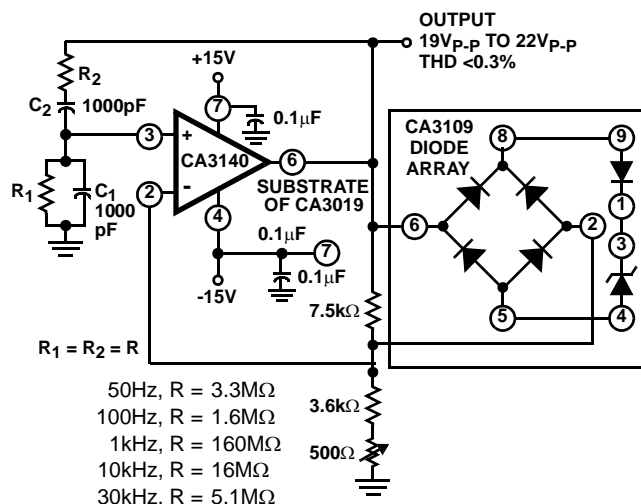 OUTPUT
19VP-P TO 22VP-P
THD <0.3%
+15V
R2
C2 1000pF
7
0.1µF
3
+
CA3140
6
2
-
SUBSTRATE
OF CA3019
R1
C1
1000
pF
4
0.1µF
7
0.1µF
-15V
CA3109
DIODE
ARRAY
8
9
6
2
1
3
5
4
7.5kΩ
R1 = R2 = R
50Hz, R = 3.3MΩ
100Hz, R = 1.6MΩ
1kHz, R = 160MΩ
10kHz, R = 16MΩ
30kHz, R = 5.1MΩ
3.6kΩ
500Ω